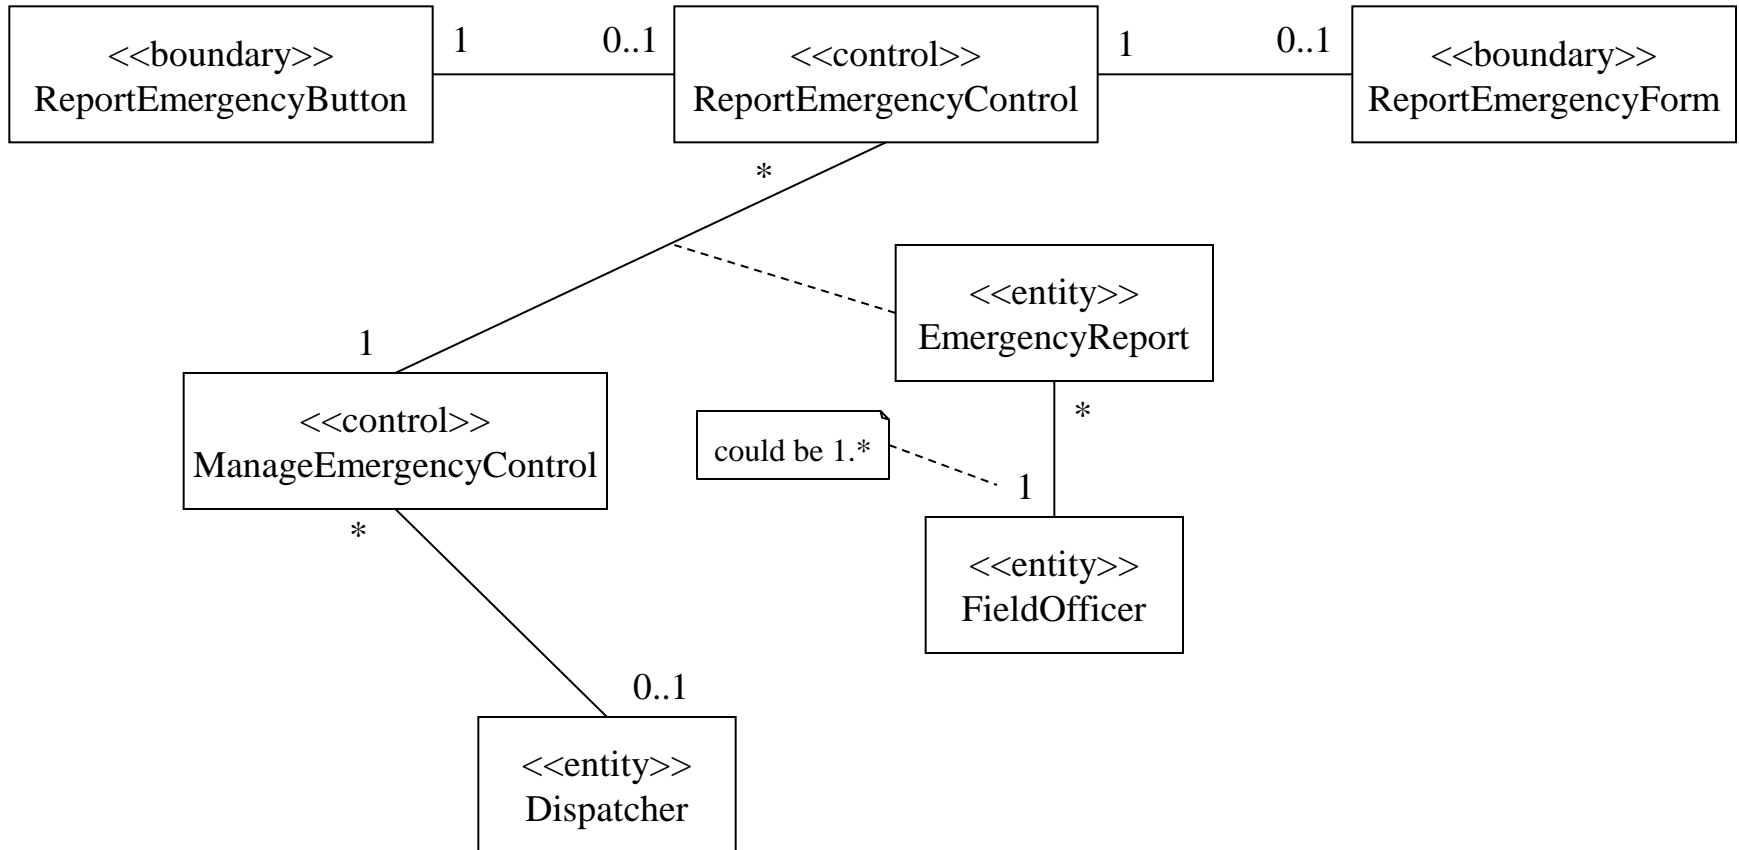 <<boundary>>
ReportEmergencyButton
1
0..1
<<control>>
ReportEmergencyControl
1
0..1
<<boundary>>
ReportEmergencyForm
*
1
<<entity>>
EmergencyReport
<<control>>
ManageEmergencyControl
*
could be 1.*
1
<<entity>>
FieldOfficer
*
0..1
<<entity>>
Dispatcher